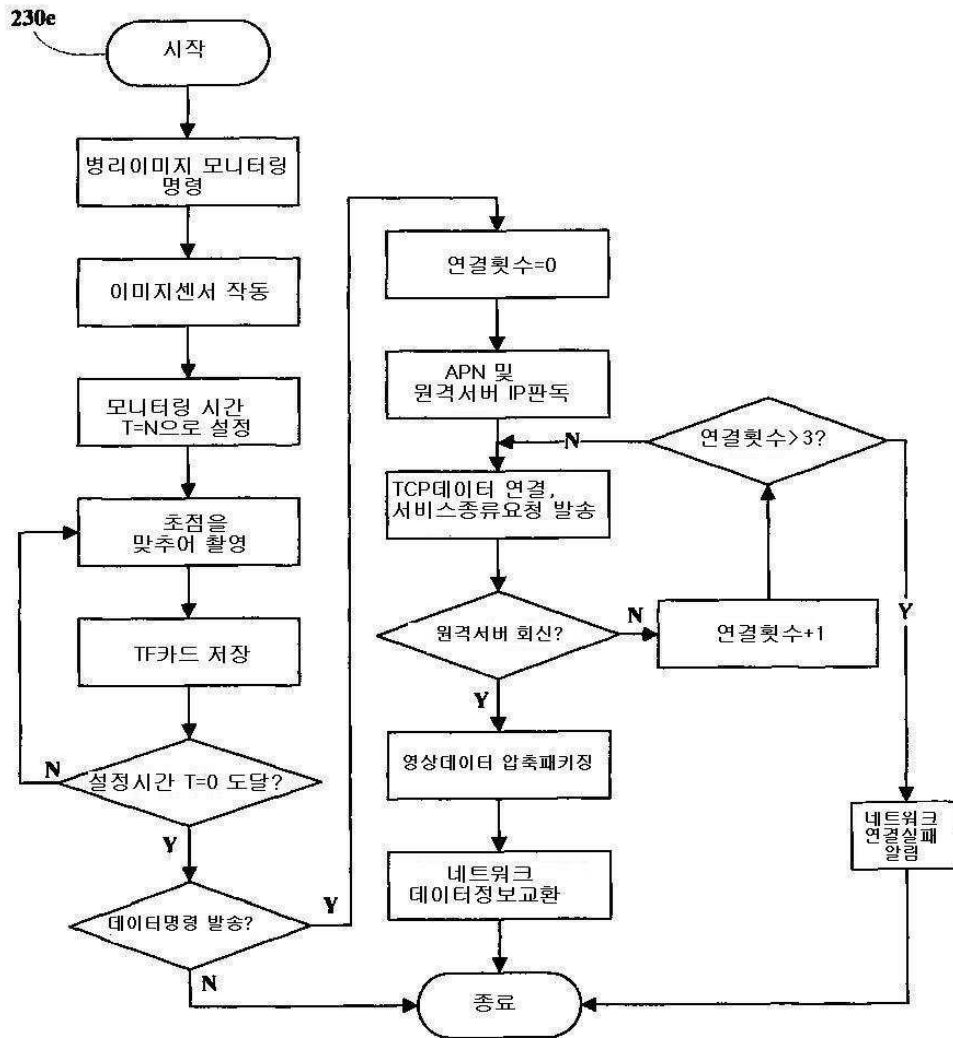 230e
시작
병리이미지 모니터링
명령
이미지센서 작동
모니터링 시간
T=N으로 설정
초점을
맞추어 촬영
TF카드 저장
설정시간 T=0 도달?
N
Y
데이터명령 발송?
Y
N
연결횟수=0
APN 및
원격서버 IP판독
TCP데이터 연결,
서비스종류요청 발송
원격서버 회신?
N
Y
연결횟수+1
연결횟수>3?
N
Y
영상데이터 압축패키징
네트워크
데이터정보교환
네트워크
연결실패
알림
종료